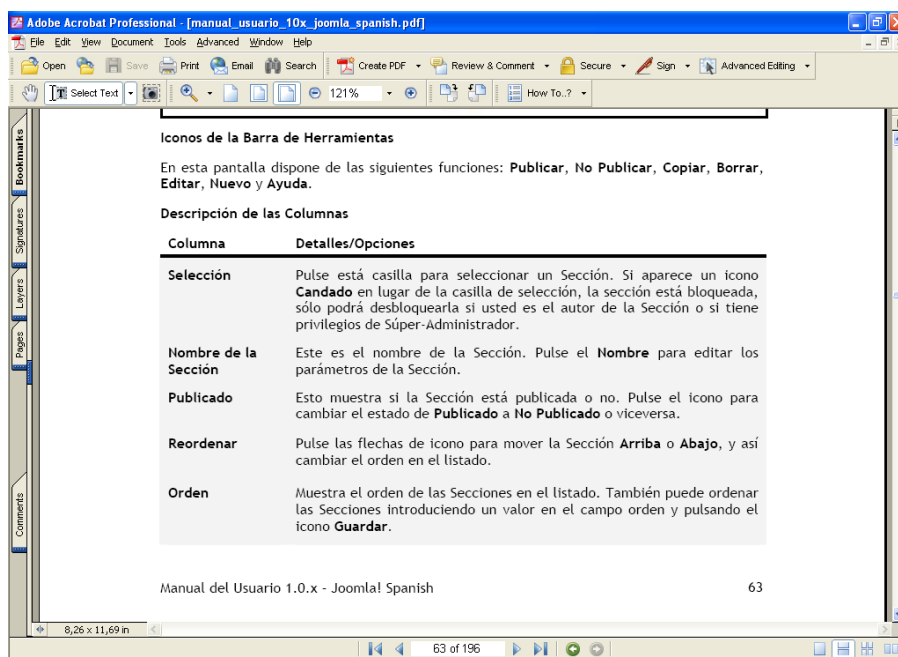 Adobe Acrobat Professional - [manual_usuario_10x_joomla_spanish.pdf]
File Edit View Document Tools Advanced Window Help
Open Save Print Email Search Create PDF Review & Comment Secure Sign Advanced Editing
Select Text 121% How To..?
Bookmarks
Signatures
Layers
Pages
Comments
Iconos de la Barra de Herramientas
En esta pantalla dispone de las siguientes funciones: Publicar, No Publicar, Copiar, Borrar,
Editar, Nuevo y Ayuda.
Descripción de las Columnas
Columna Detalles/Opciones
Selección Pulse está casilla para seleccionar un Sección. Si aparece un icono
Candado en lugar de la casilla de selección, la sección está bloqueada,
sólo podrá desbloquearla si usted es el autor de la Sección o si tiene
privilegios de Súper-Administrador.
Nombre de la Este es el nombre de la Sección. Pulse el Nombre para editar los
Sección parámetros de la Sección.
Publicado Esto muestra si la Sección está publicada o no. Pulse el icono para
cambiar el estado de Publicado a No Publicado o viceversa.
Reordenar Pulse las flechas de icono para mover la Sección Arriba o Abajo, y así
cambiar el orden en el listado.
Orden Muestra el orden de las Secciones en el listado. También puede ordenar
las Secciones introduciendo un valor en el campo orden y pulsando el
icono Guardar.
Manual del Usuario 1.0.x - Joomla! Spanish 63
8,26 x 11,69 in
63 of 196